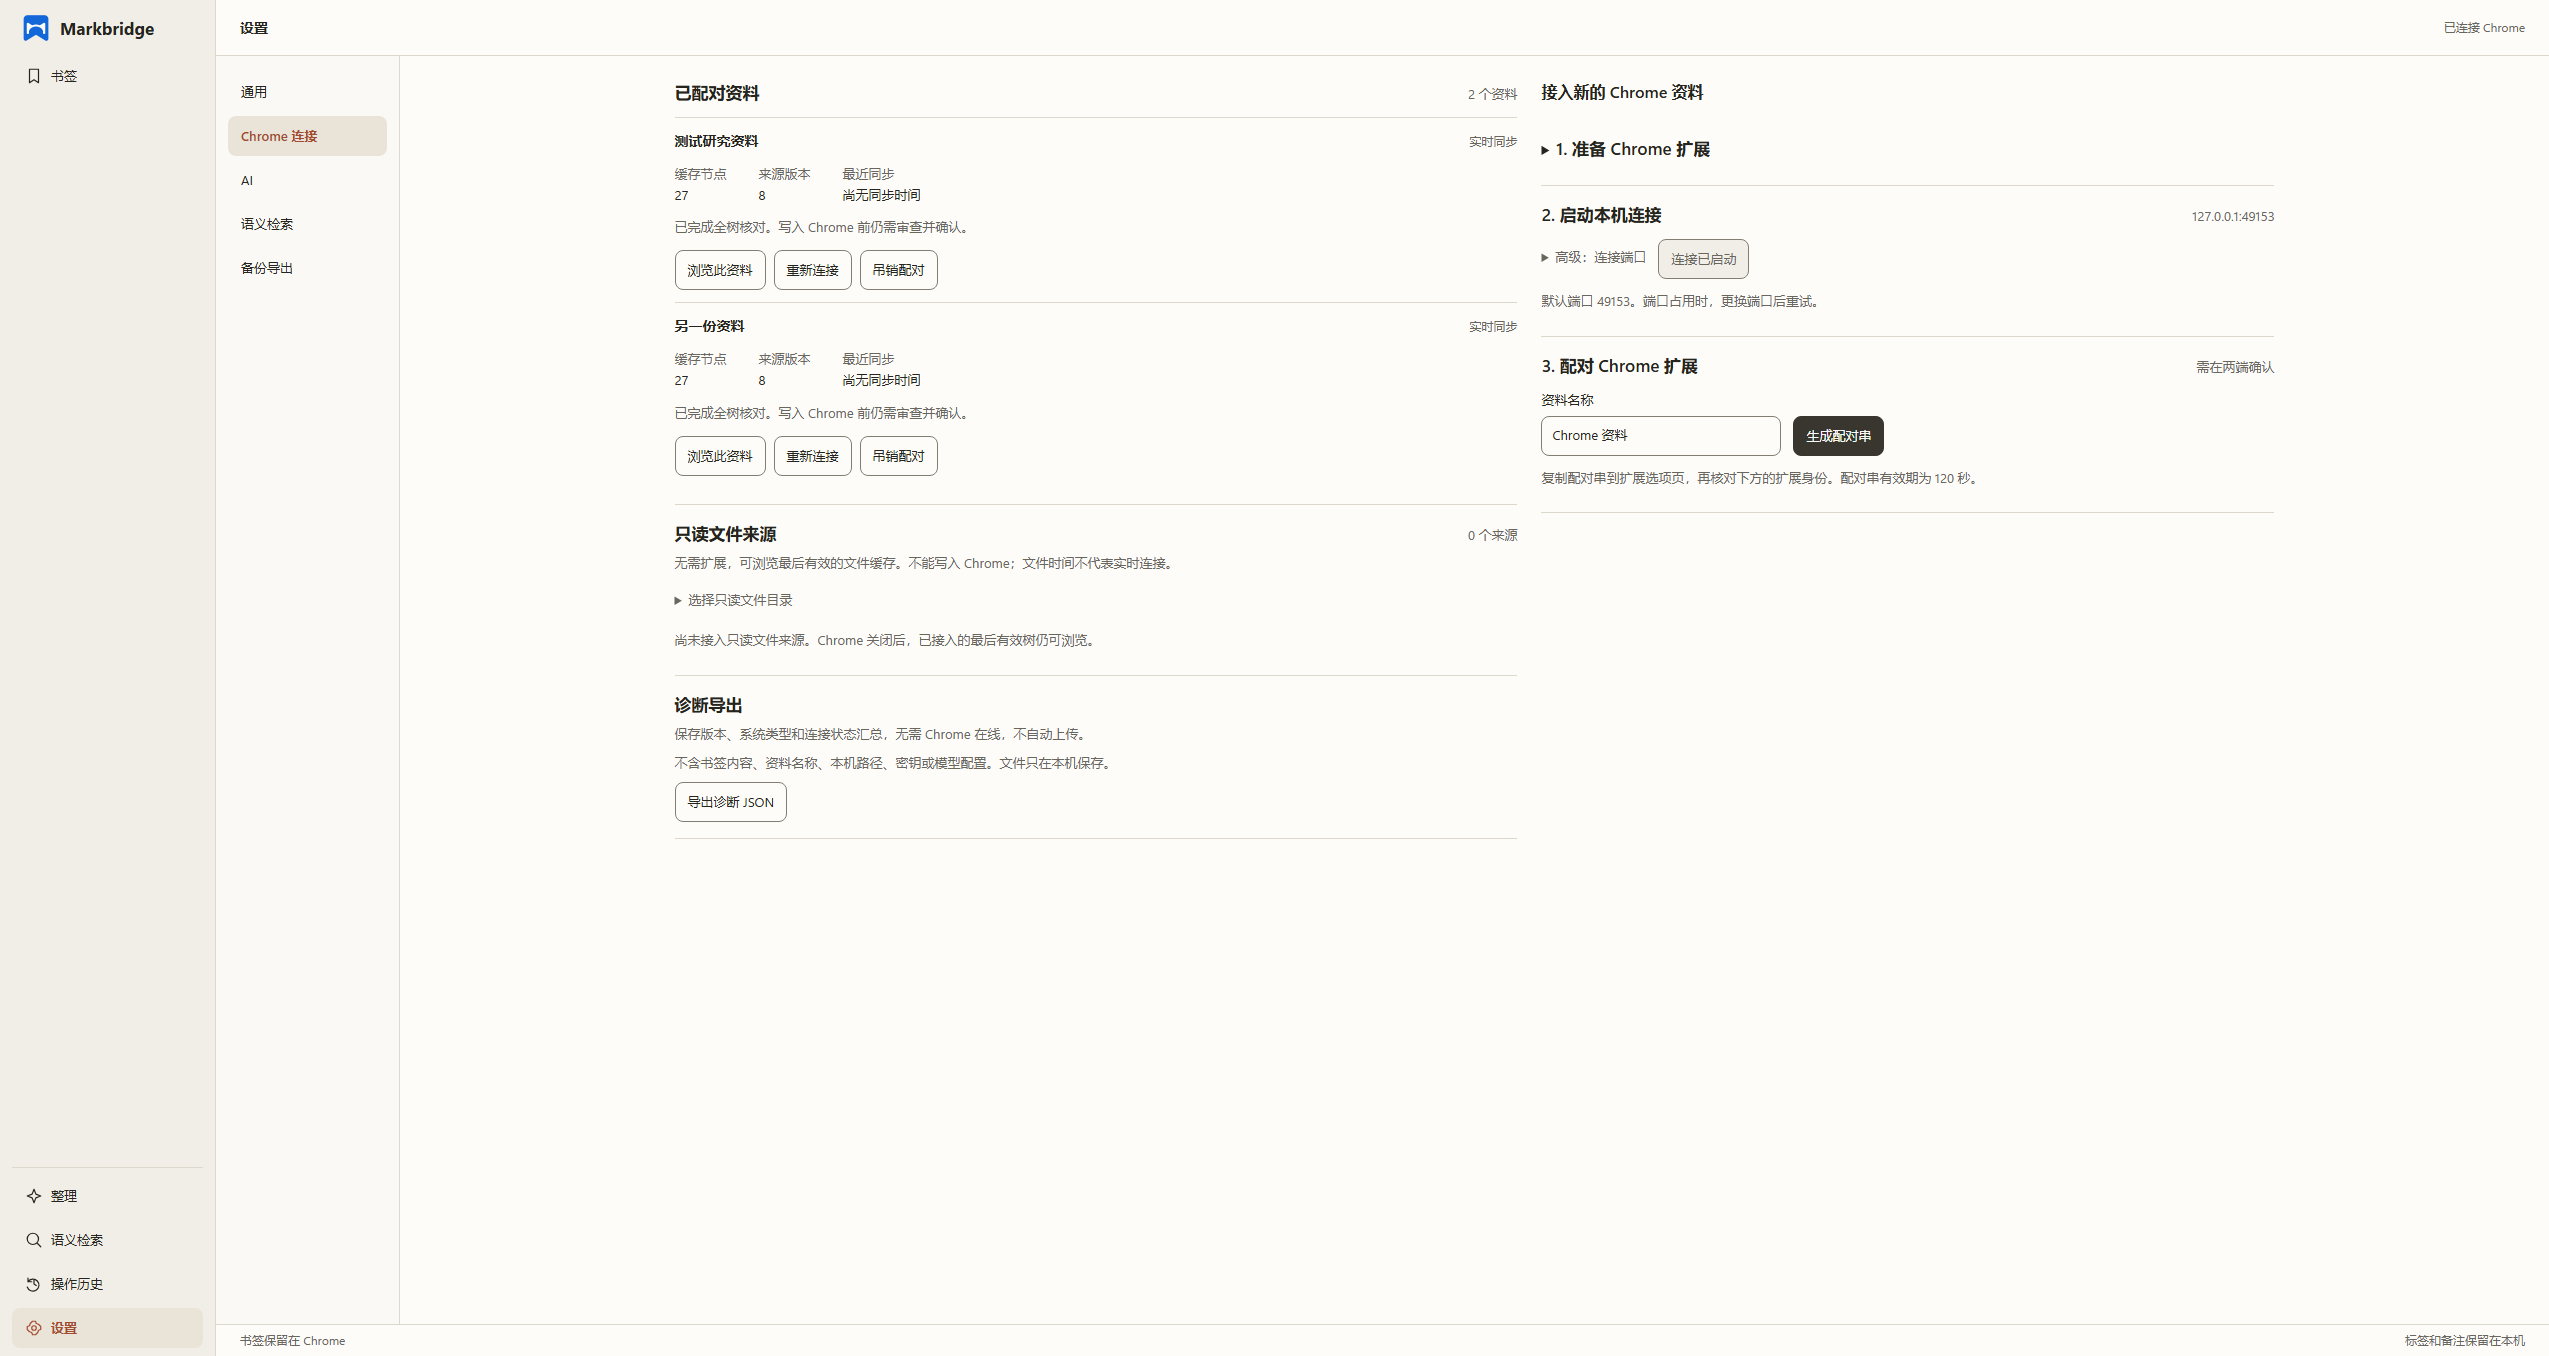 Markbridge
书签
整理
语义检索
操作历史
设置
设置
已连接 Chrome
通用
Chrome 连接
AI
语义检索
备份导出
已配对资料
2 个资料
测试研究资料
实时同步
缓存节点 来源版本 最近同步
27 8 尚无同步时间
已完成全树核对。写入 Chrome 前仍需审查并确认。
浏览此资料 重新连接 吊销配对
另一份资料
实时同步
缓存节点 来源版本 最近同步
27 8 尚无同步时间
已完成全树核对。写入 Chrome 前仍需审查并确认。
浏览此资料 重新连接 吊销配对
只读文件来源
0 个来源
无需扩展，可浏览最后有效的文件缓存。不能写入 Chrome；文件时间不代表实时连接。
选择只读文件目录
尚未接入只读文件来源。Chrome 关闭后，已接入的最后有效树仍可浏览。
诊断导出
保存版本、系统类型和连接状态汇总，无需 Chrome 在线，不自动上传。
不含书签内容、资料名称、本机路径、密钥或模型配置。文件只在本机保存。
导出诊断 JSON
接入新的 Chrome 资料
1. 准备 Chrome 扩展
2. 启动本机连接
127.0.0.1:49153
高级：连接端口 连接已启动
默认端口 49153。端口占用时，更换端口后重试。
3. 配对 Chrome 扩展
需在两端确认
资料名称
Chrome 资料 生成配对串
复制配对串到扩展选项页，再核对下方的扩展身份。配对串有效期为 120 秒。
书签保留在 Chrome
标签和备注保留在本机